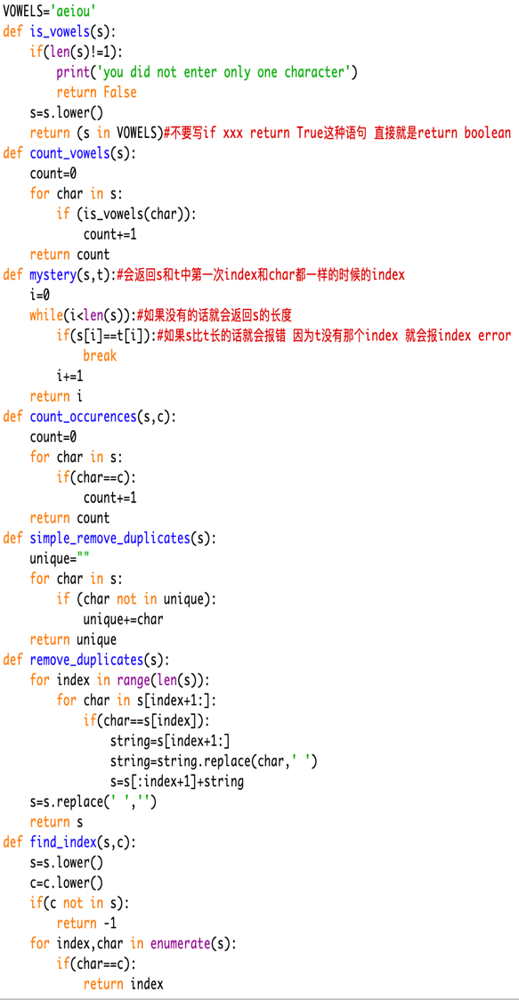 VOWELS='aeiou'
def is_vowels(s):
    if(len(s)!=1):
        print('you did not enter only one character')
        return False
    s=s.lower()
    return (s in VOWELS)#不要写if xxx return True这种语句 直接就是return boolean
def count_vowels(s):
    count=0
    for char in s:
        if (is_vowels(char)):
            count+=1
    return count
def mystery(s,t):#会返回s和t中第一次index和char都一样的时候的index
    i=0
    while(i<len(s)):#如果没有的话就会返回s的长度
        if(s[i]==t[i]):#如果s比t长的话就会报错 因为t没有那个index 就会报index error
            break
        i+=1
    return i
def count_occurences(s,c):
    count=0
    for char in s:
        if(char==c):
            count+=1
    return count
def simple_remove_duplicates(s):
    unique=""
    for char in s:
        if (char not in unique):
            unique+=char
    return unique
def remove_duplicates(s):
    for index in range(len(s)):
        for char in s[index+1:]:
            if(char==s[index]):
                string=s[index+1:]
                string=string.replace(char,' ')
                s=s[:index+1]+string
    s=s.replace(' ','')
    return s
def find_index(s,c):
    s=s.lower()
    c=c.lower()
    if(c not in s):
        return -1
    for index,char in enumerate(s):
        if(char==c):
            return index